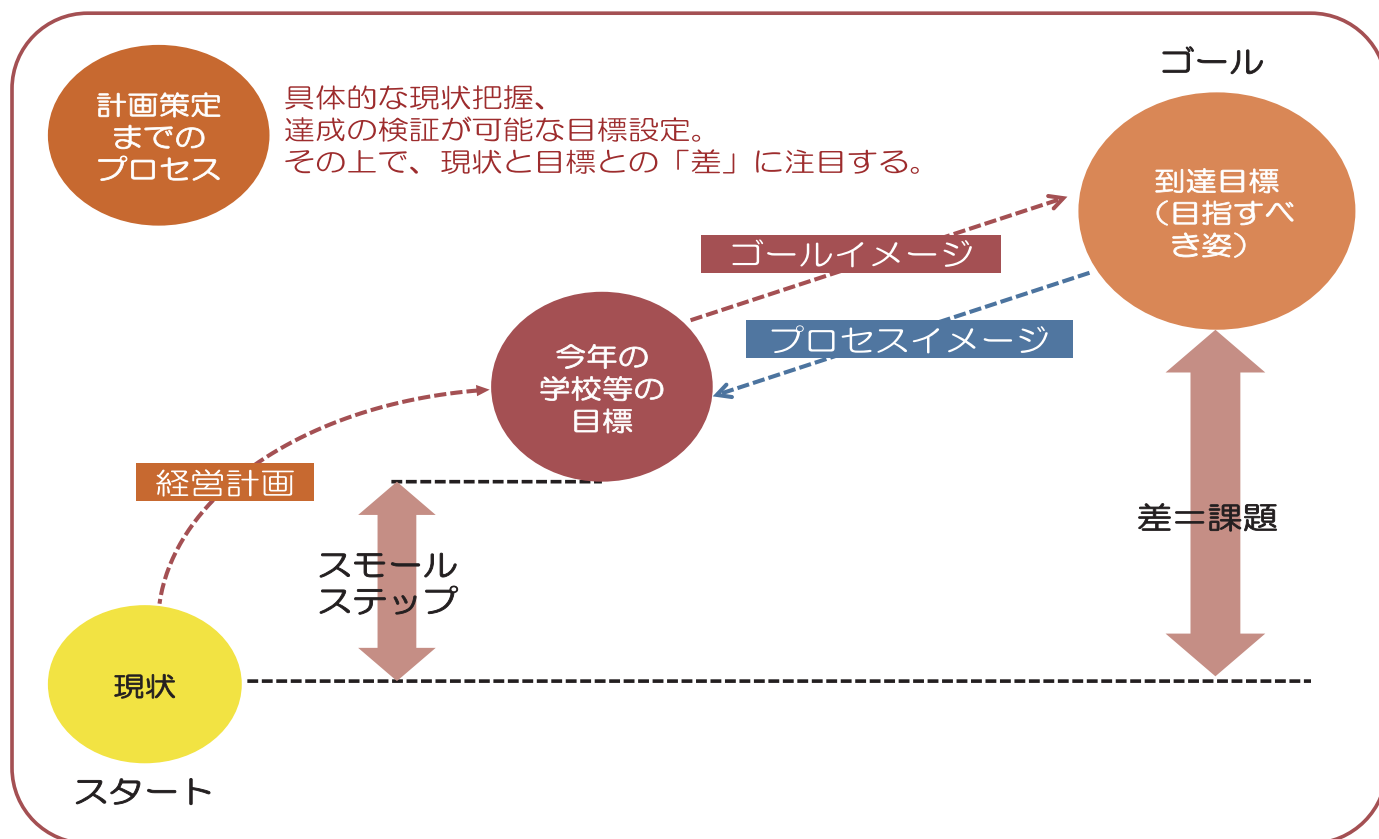 計画策定
までの
プロセス
具体的な現状把握、
達成の検証が可能な目標設定。
その上で、現状と目標との「差」に注目する。
ゴール
到達目標
（目指すべ
き姿）
ゴールイメージ
プロセスイメージ
今年の
学校等の
目標
経営計画
スモール
ステップ
差＝課題
現状
スタート